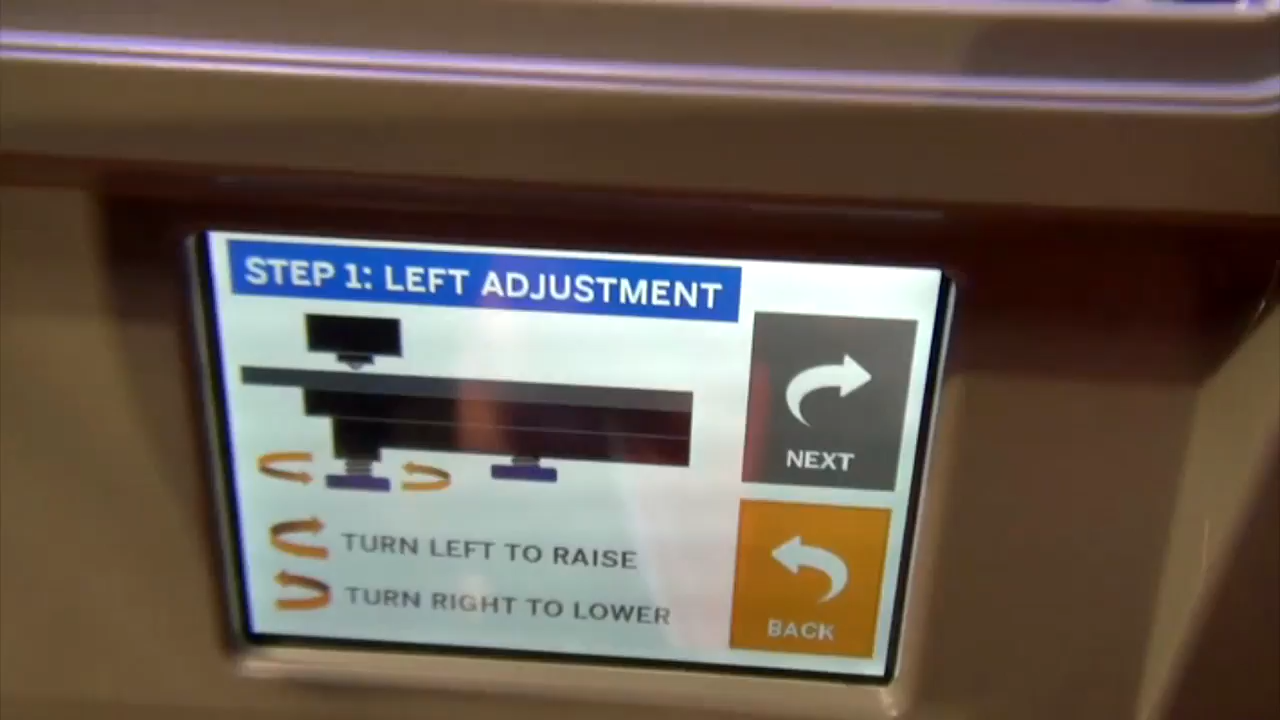 STEP 1: LEFT ADJUSTMENT
NEXT
TURN LEFT TO RAISE
TURN RIGHT TO LOWER
BACK